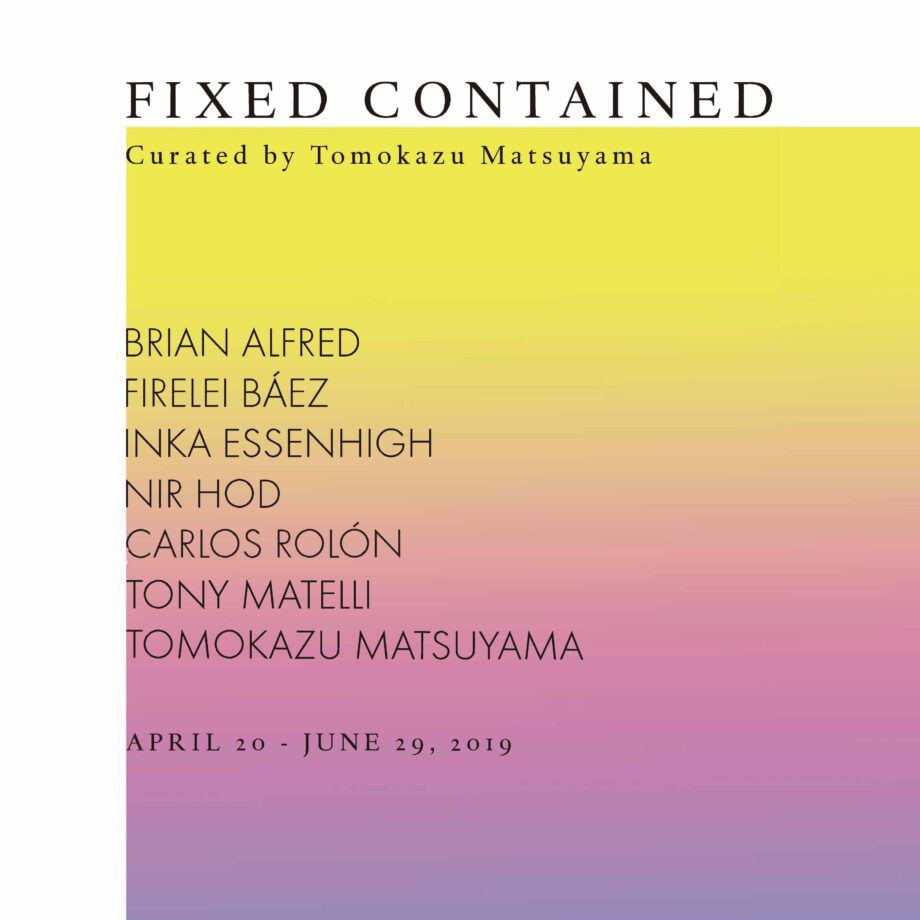 FIXED CONTAINED
Curated by Tomokazu Matsuyama
BRIAN ALFRED
FIRELEI BÁEZ
INKA ESSENHIGH
NIR HOD
CARLOS ROLÓN
TONY MATELLI
TOMOKAZU MATSUYAMA
APRIL 20 - JUNE 29, 2019